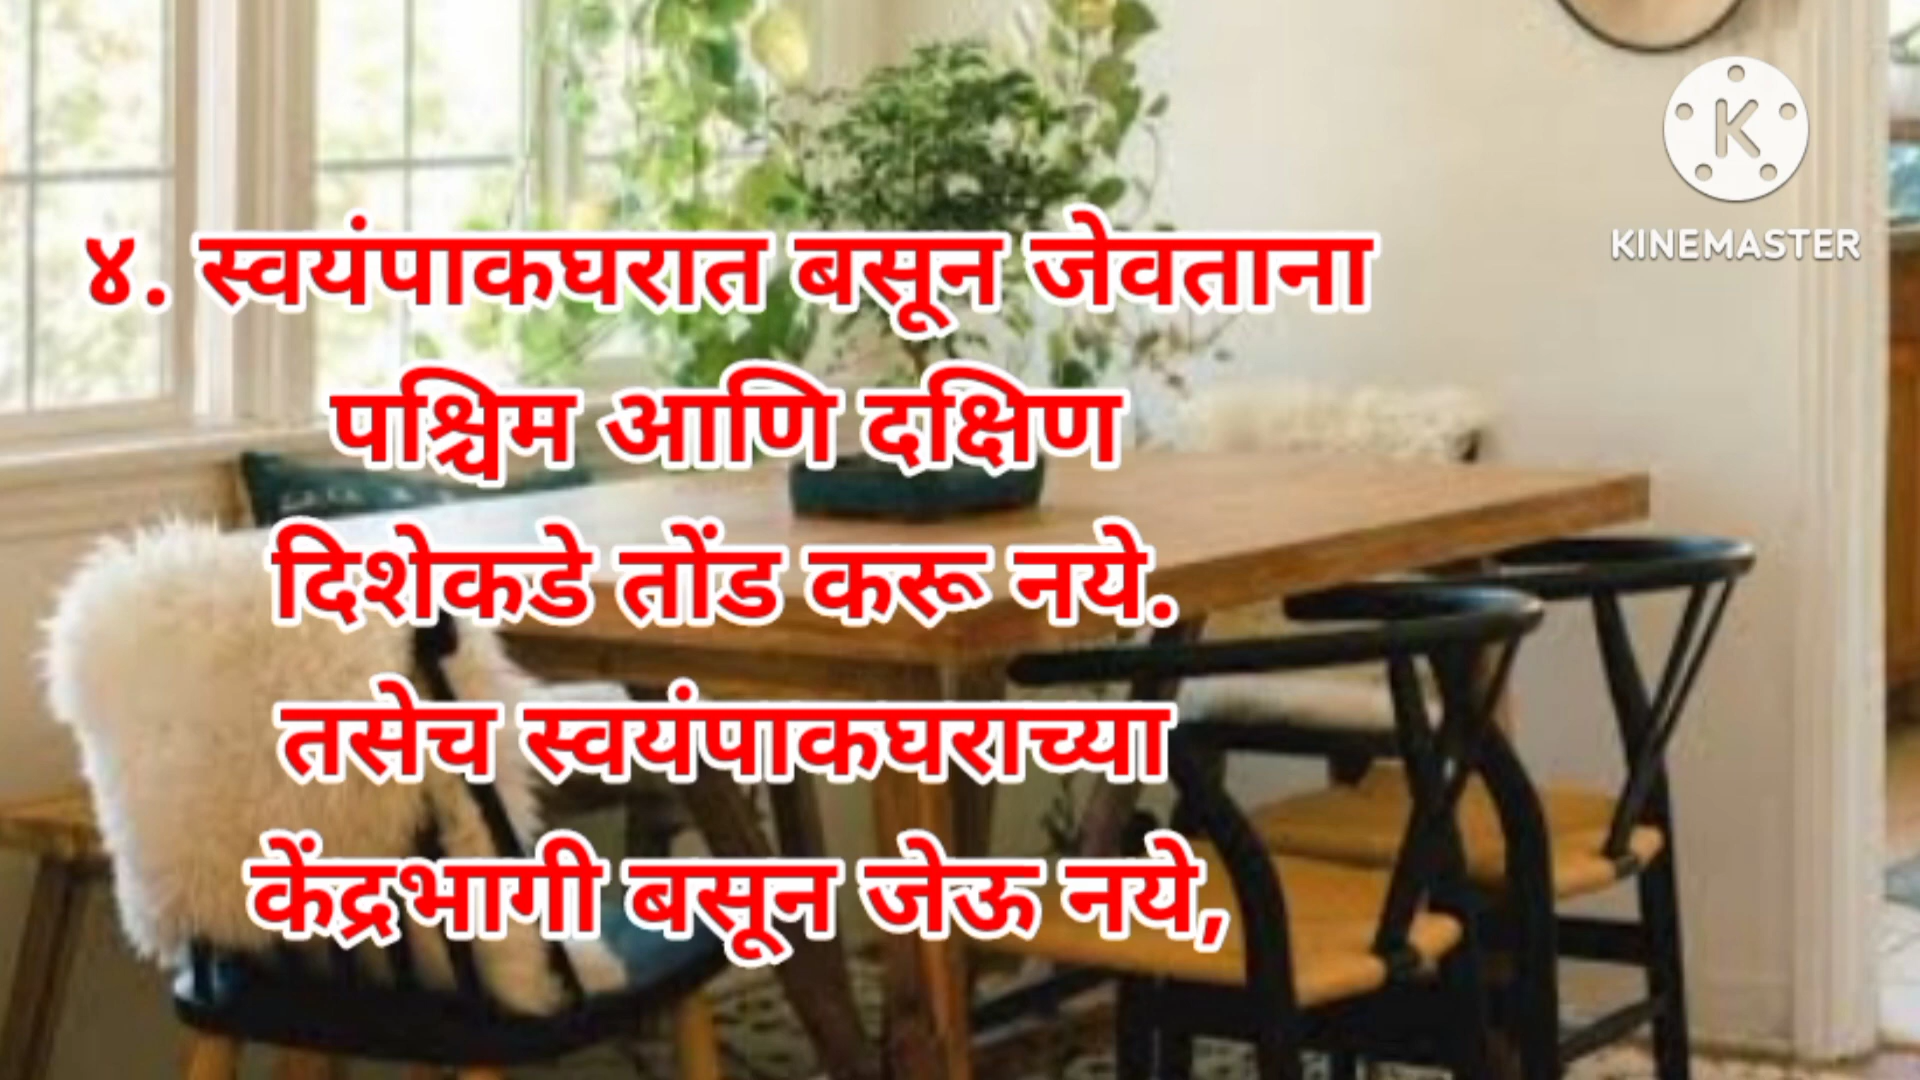 ४. स्वयंपाकघरात बसून जेवताना
पश्चिम आणि दक्षिण
दिशेकडे तोंड करू नये.
तसेच स्वयंपाकघराच्या
केंद्रभागी बसून जेऊ नये,
K
KINEMASTER